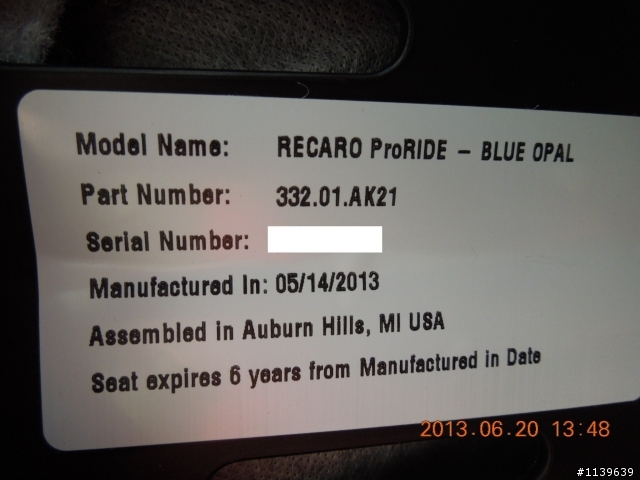 Model Name: RECARO ProRIDE – BLUE OPAL
Part Number: 332.01.AK21
Serial Number:
Manufactured In: 05/14/2013
Assembled in Auburn Hills, MI USA
Seat expires 6 years from Manufactured in Date
2013.06.20 13:48
#1139639